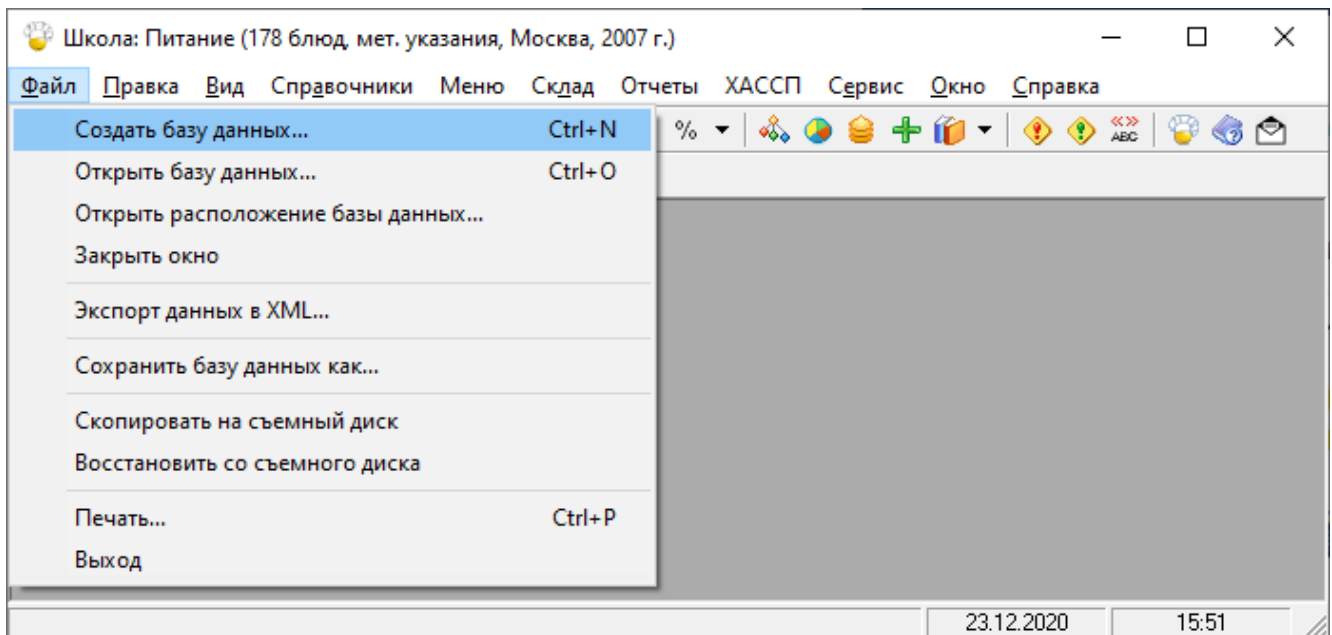 Школа: Питание (178 блюд, мет. указания, Москва, 2007 г.)
Файл Правка Вид Справочники Меню Склад Отчеты ХАССП Сервис Окно Справка
Создать базу данных... Ctrl+N % «» ABC
Открыть базу данных... Ctrl+O
Открыть расположение базы данных...
Закрыть окно
Экспорт данных в XML...
Сохранить базу данных как...
Скопировать на съемный диск
Восстановить со съемного диска
Печать... Ctrl+P
Выход
23.12.2020 15:51